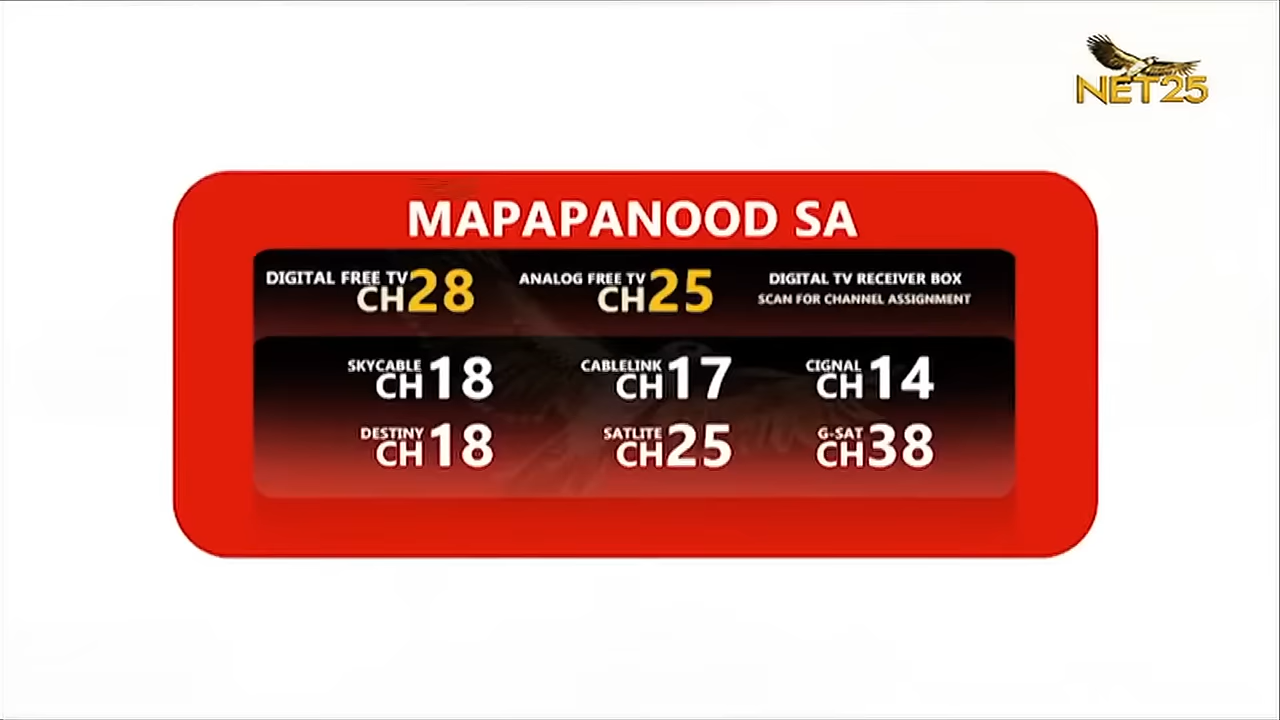 NET25
MAPAPANOOD SA
DIGITAL FREE TV CH28
ANALOG FREE TV CH25
DIGITAL TV RECEIVER BOX
SCAN FOR CHANNEL ASSIGNMENT
SKYCABLE CH18
CABLELINK CH17
CIGNAL CH14
DESTINY CH18
SATLITE CH25
G-SAT CH38